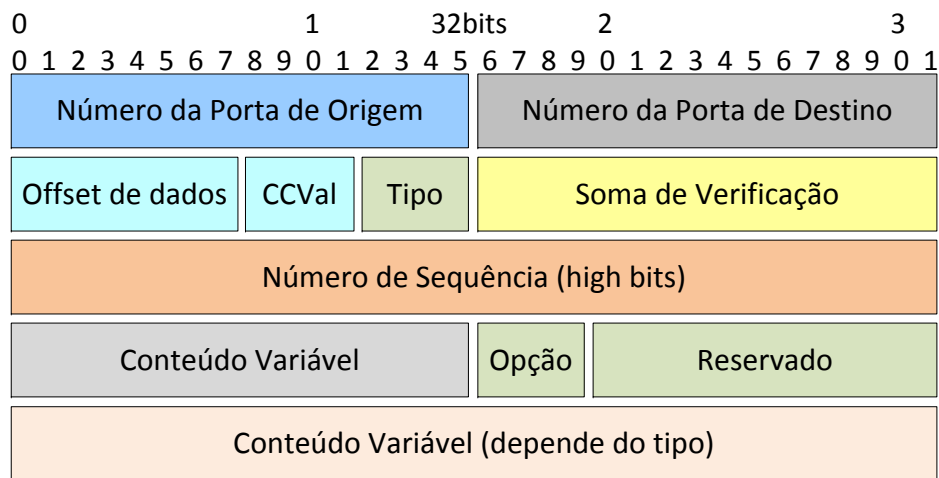 0 1 32bits 2 3
0 1 2 3 4 5 6 7 8 9 0 1 2 3 4 5 6 7 8 9 0 1 2 3 4 5 6 7 8 9 0 1
Número da Porta de Origem Número da Porta de Destino
Offset de dados CCVal Tipo Soma de Verificação
Número de Sequência (high bits)
Conteúdo Variável Opção Reservado
Conteúdo Variável (depende do tipo)